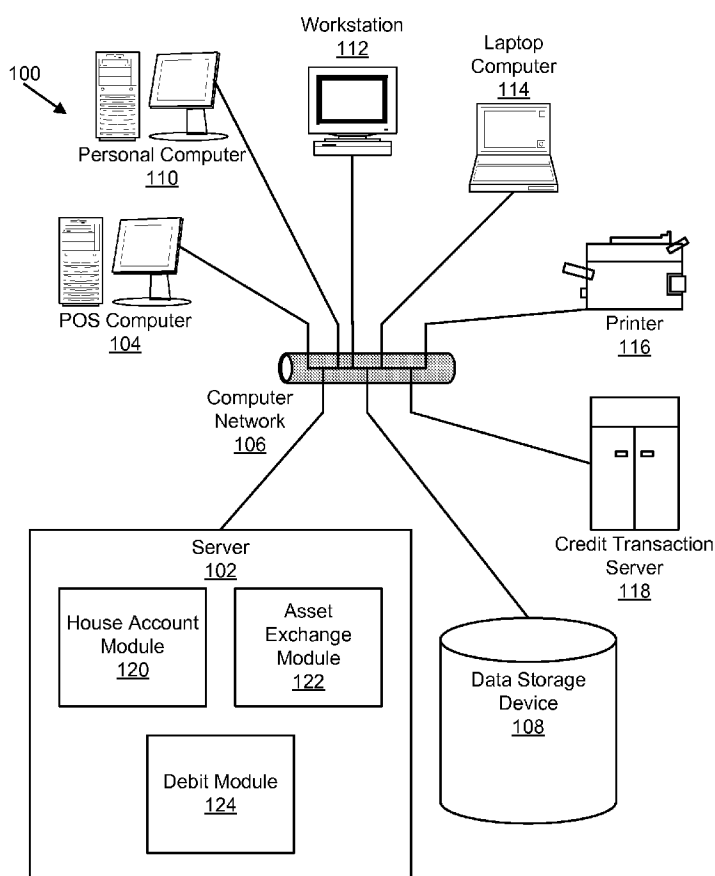 100
Personal Computer
110
Workstation
112
Laptop
Computer
114
POS Computer
104
Printer
116
Computer
Network
106
Credit Transaction
Server
118
Server
102
House Account
Module
120
Asset
Exchange
Module
122
Debit Module
124
Data Storage
Device
108